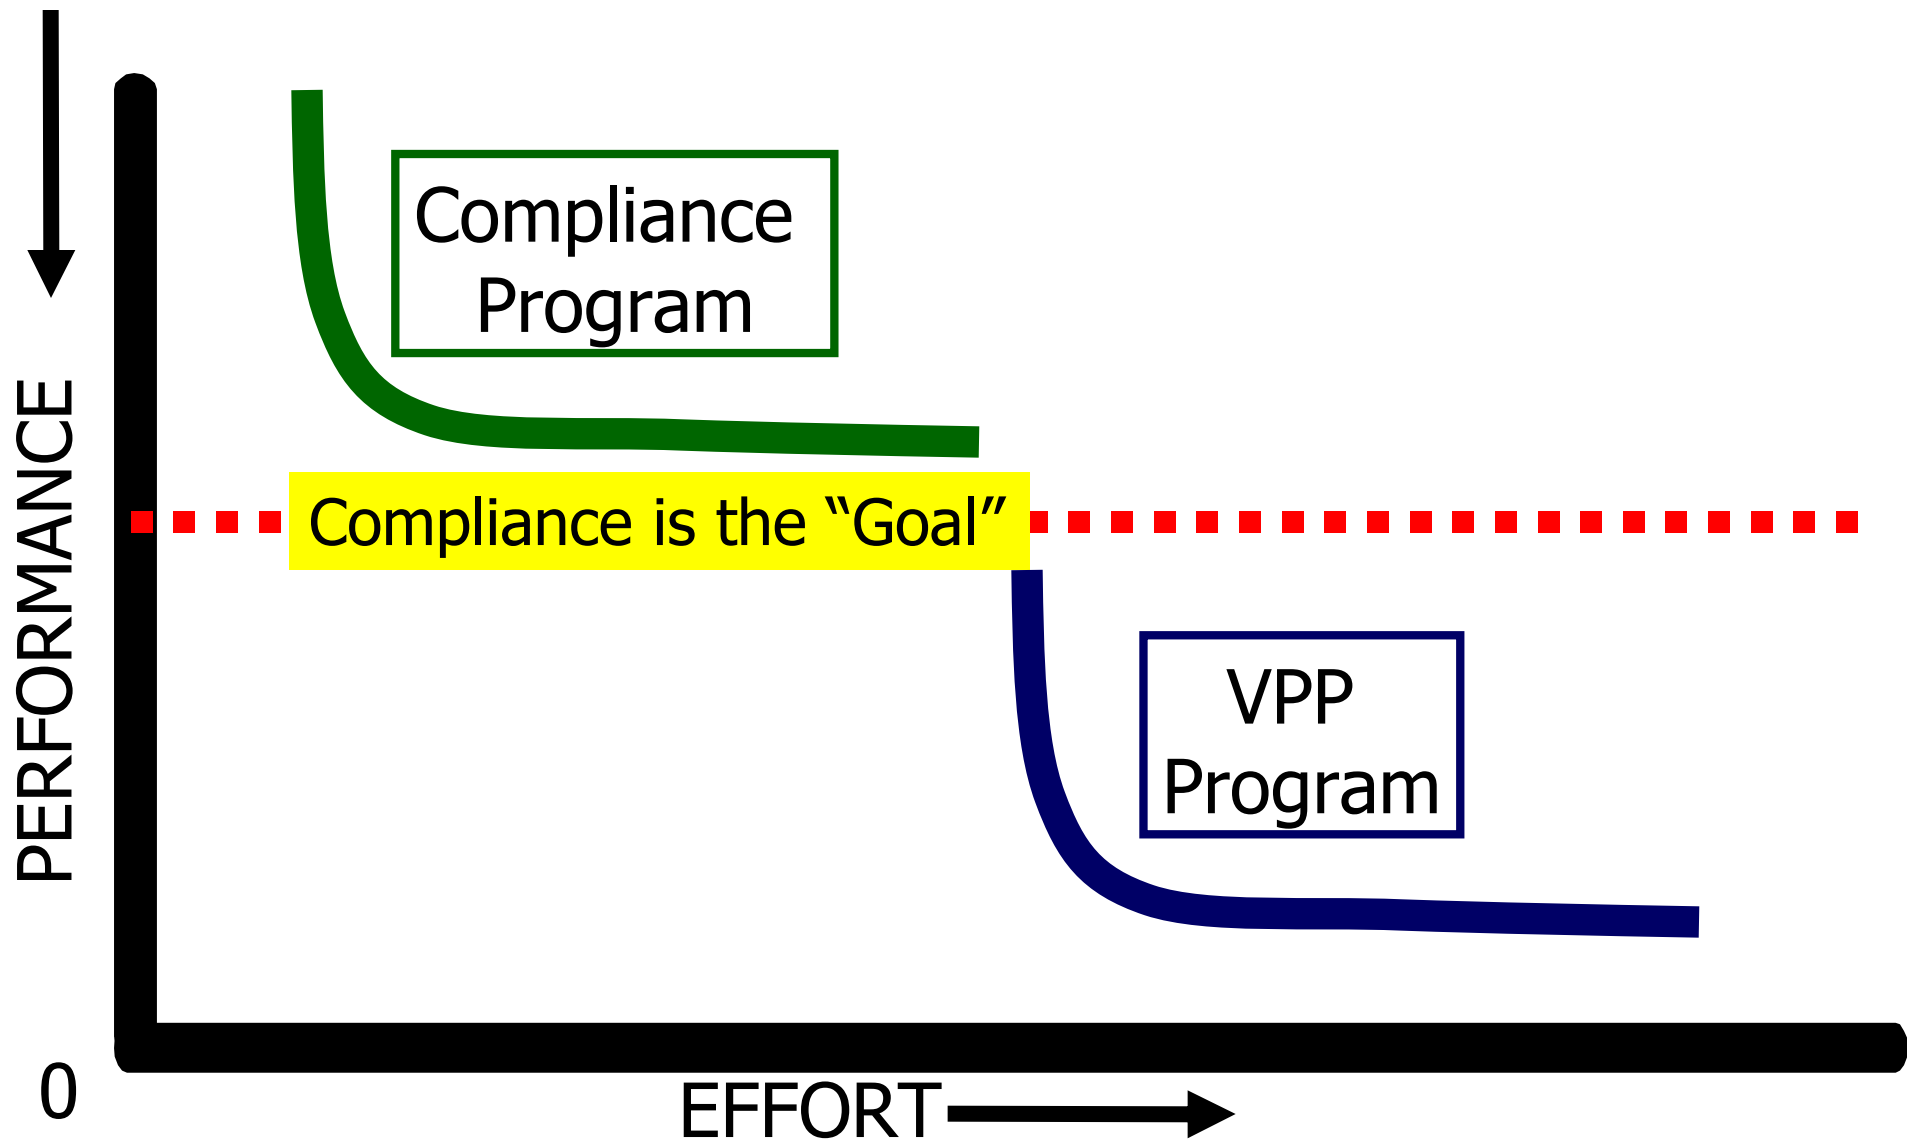 Compliance
Program
PERFORMANCE
Compliance is the “Goal”
VPP
Program
0
EFFORT